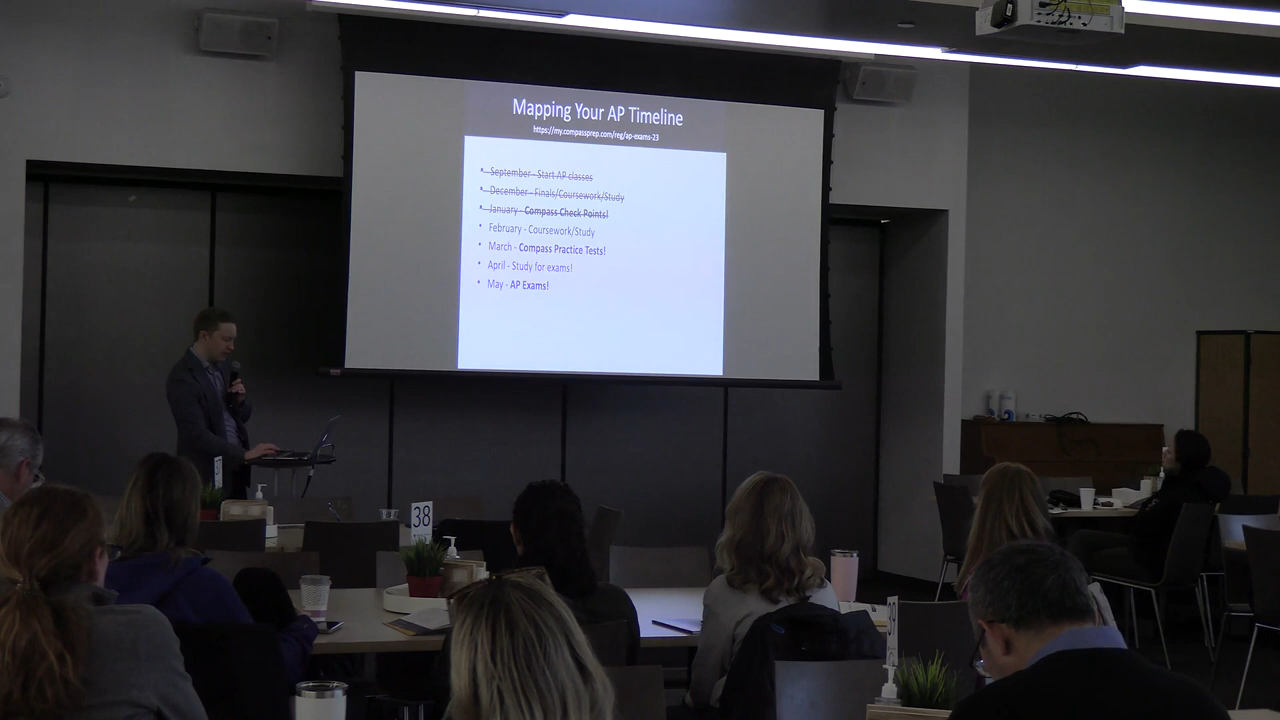 Mapping Your AP Timeline
https://my.compassprep.com/reg/ap-exams-23
• September - Start AP classes
• December - Finals/Coursework/Study
• January - Compass Check Points!
• February - Coursework/Study
• March - Compass Practice Tests!
• April - Study for exams!
• May - AP Exams!
38
39